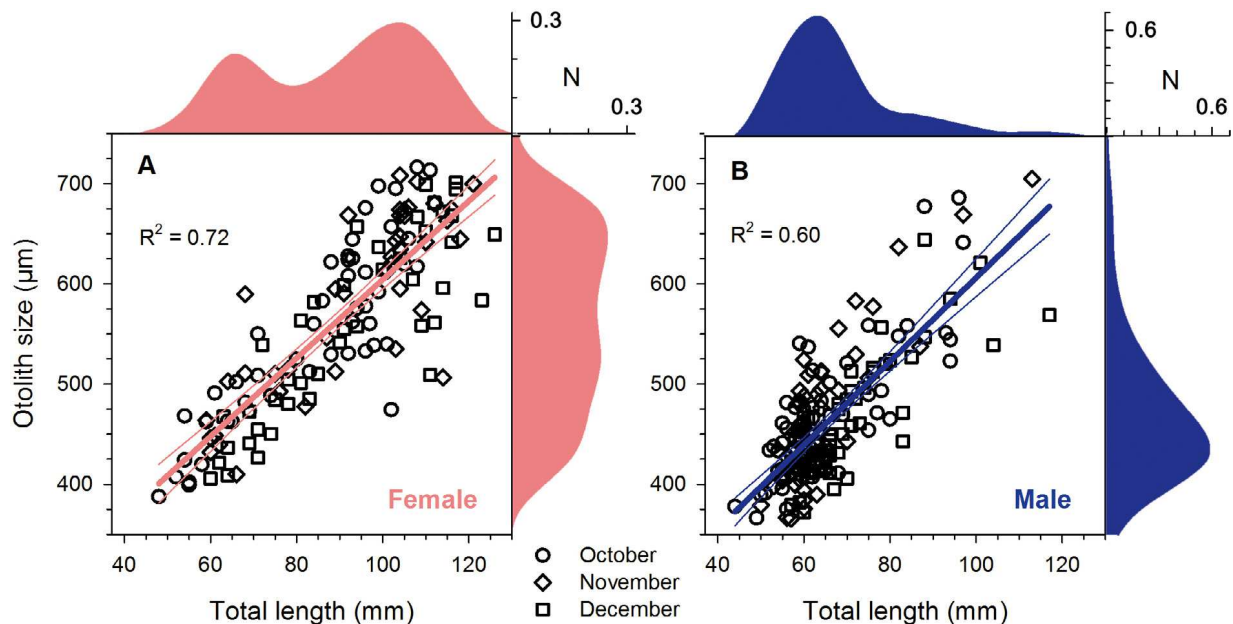 0.3
N
0.3
0.6
N
0.6
A
R² = 0.72
Female
B
R² = 0.60
Male
Otolith size (µm)
700
600
500
400
700
600
500
400
40 60 80 100 120
40 60 80 100 120
Total length (mm)
Total length (mm)
October
November
December